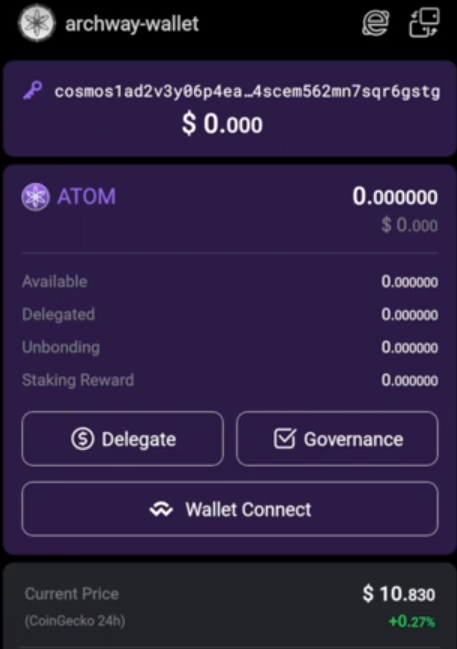 archway-wallet
cosmos1ad2v3y06p4ea…4scem562mn7sqr6gstg
$ 0.000
ATOM 0.000000
$ 0.000
Available 0.000000
Delegated 0.000000
Unbonding 0.000000
Staking Reward 0.000000
Delegate Governance
Wallet Connect
Current Price $ 10.830
(CoinGecko 24h) +0.27%